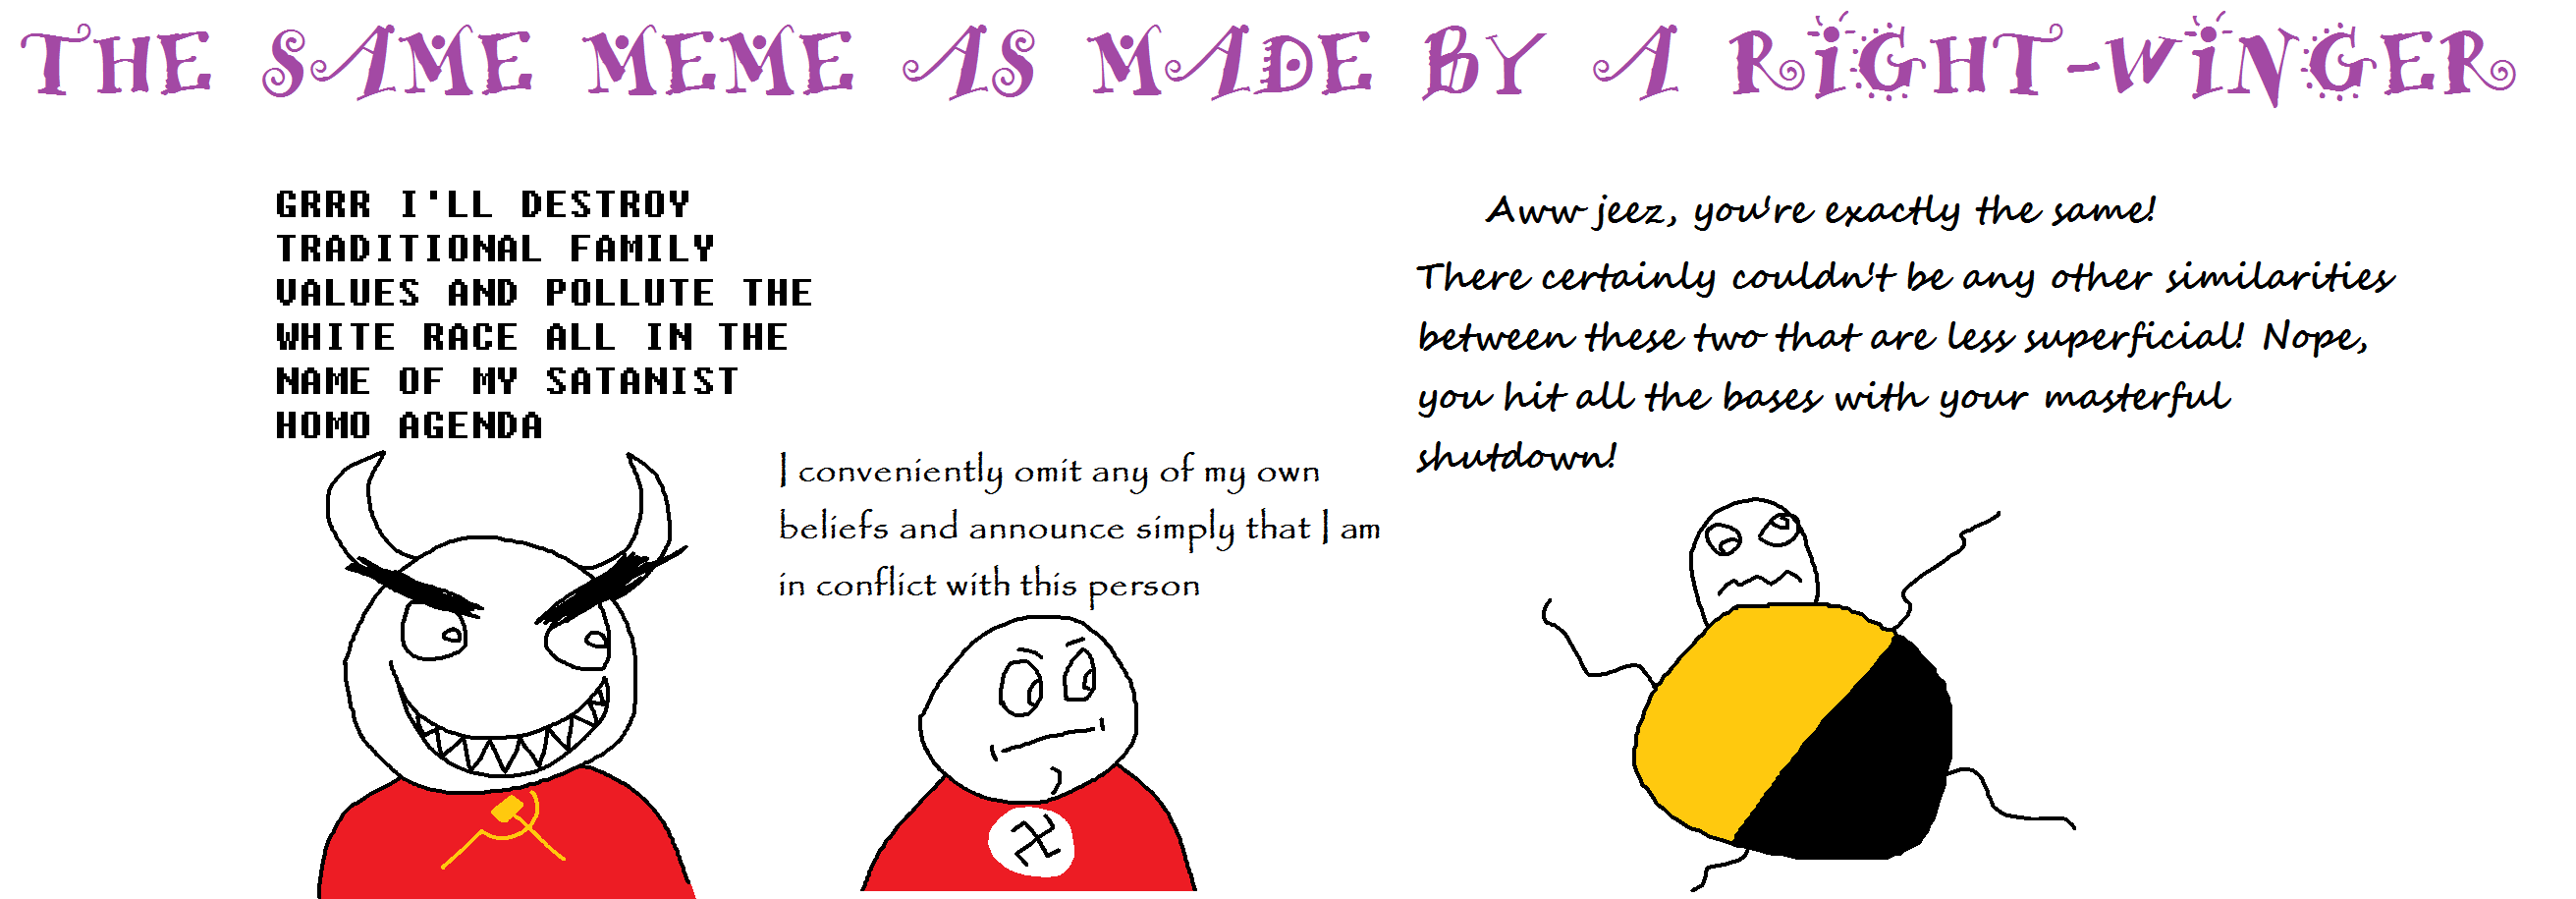 THE SAME MEME AS MADE BY A RiGHT-WiNGER
GRRR I'LL DESTROY
TRADITIONAL FAMILY
VALUES AND POLLUTE THE
WHITE RACE ALL IN THE
NAME OF MY SATANIST
HOMO AGENDA
I conveniently omit any of my own
beliefs and announce simply that I am
in conflict with this person
Aww jeez, you're exactly the same!
There certainly couldn't be any other similarities
between these two that are less superficial! Nope,
you hit all the bases with your masterful
shutdown!